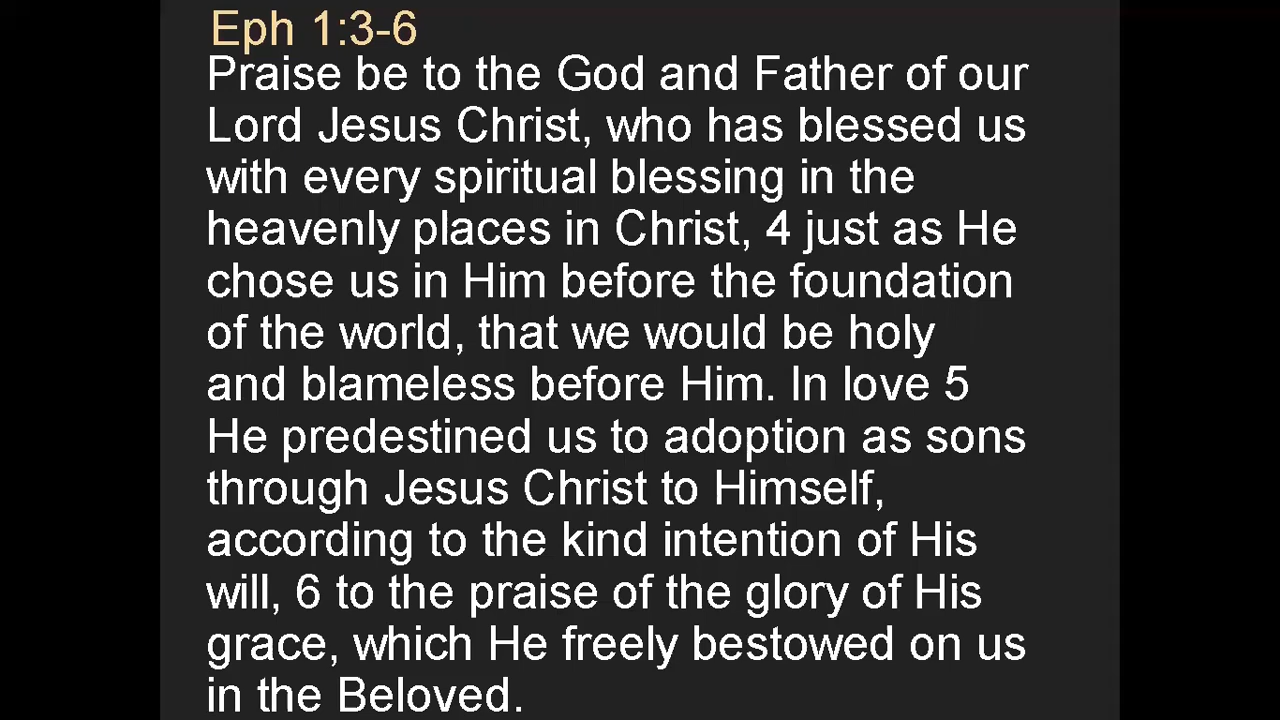 Eph 1:3-6
Praise be to the God and Father of our
Lord Jesus Christ, who has blessed us
with every spiritual blessing in the
heavenly places in Christ, 4 just as He
chose us in Him before the foundation
of the world, that we would be holy
and blameless before Him. In love 5
He predestined us to adoption as sons
through Jesus Christ to Himself,
according to the kind intention of His
will, 6 to the praise of the glory of His
grace, which He freely bestowed on us
in the Beloved.